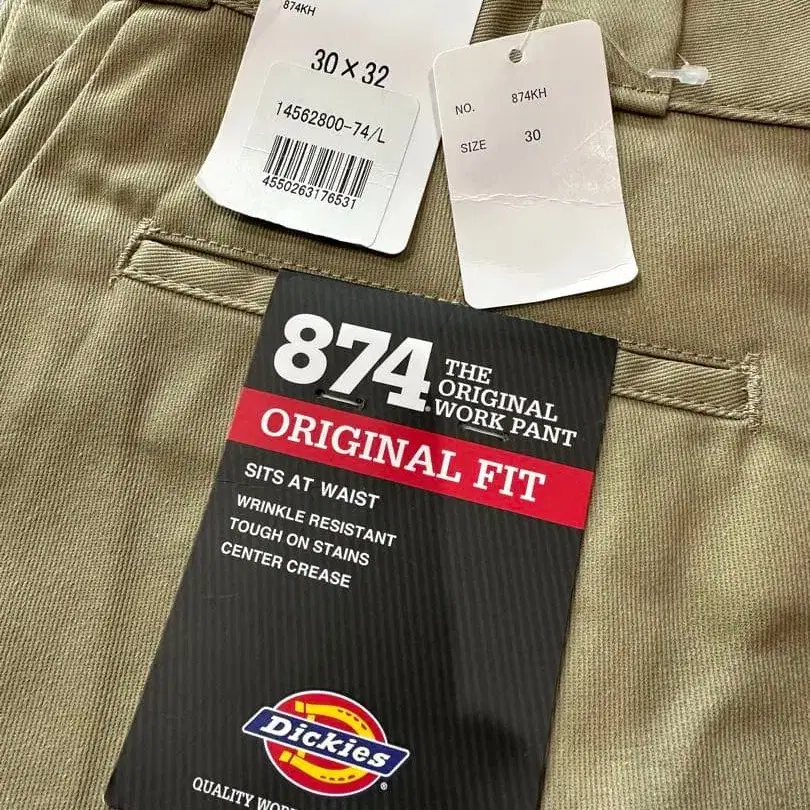 874KH
30×32
14562800-74/L
4550263176531
NO. 874KH
SIZE 30
874
THE
ORIGINAL
WORK PANT
ORIGINAL FIT
SITS AT WAIST
WRINKLE RESISTANT
TOUGH ON STAINS
CENTER CREASE
Dickies
®
QUALITY